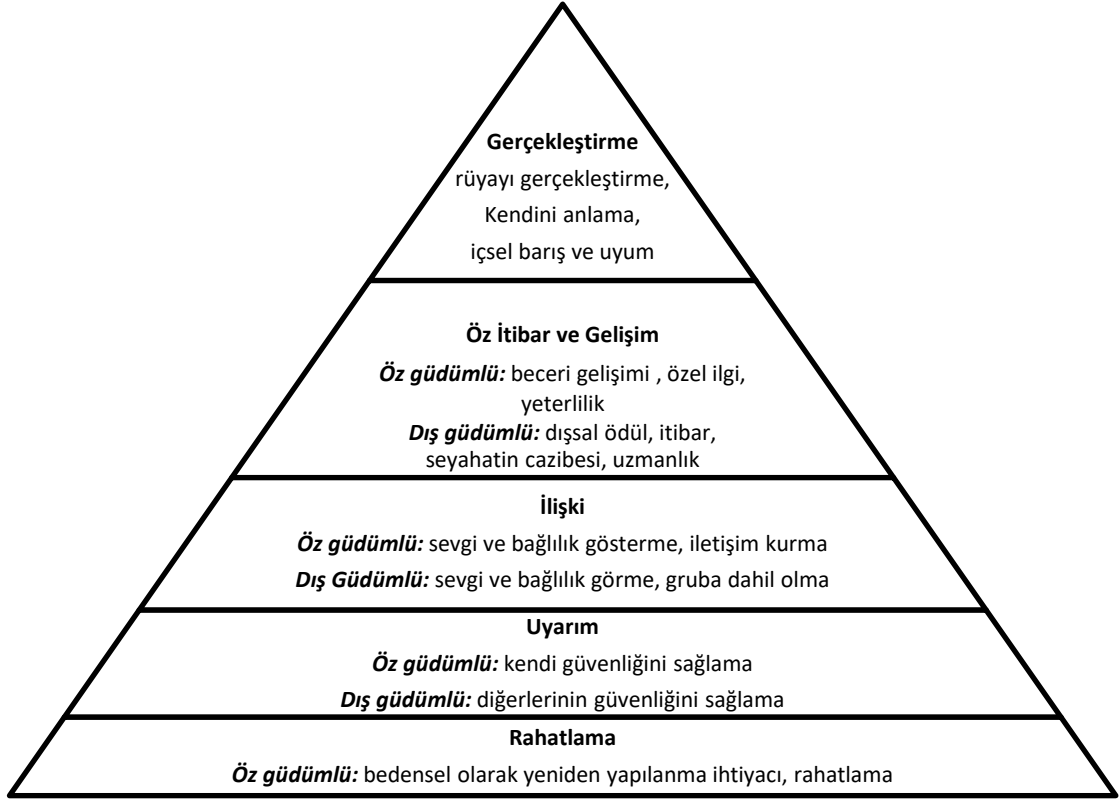 Gerçekleştirme
rüyayı gerçekleştirme,
Kendini anlama,
içsel barış ve uyum
Öz İtibar ve Gelişim
Öz güdümlü: beceri gelişimi , özel ilgi,
yeterlilik
Dış güdümlü: dışsal ödül, itibar,
seyahatin cazibesi, uzmanlık
İlişki
Öz güdümlü: sevgi ve bağlılık gösterme, iletişim kurma
Dış Güdümlü: sevgi ve bağlılık görme, gruba dahil olma
Uyarım
Öz güdümlü: kendi güvenliğini sağlama
Dış güdümlü: diğerlerinin güvenliğini sağlama
Rahatlama
Öz güdümlü: bedensel olarak yeniden yapılanma ihtiyacı, rahatlama